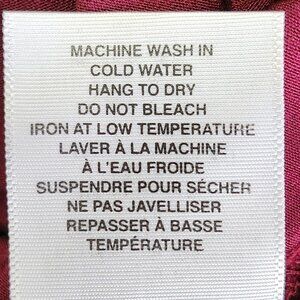 MACHINE WASH IN
COLD WATER
HANG TO DRY
DO NOT BLEACH
IRON AT LOW TEMPERATURE
LAVER À LA MACHINE
À L'EAU FROIDE
SUSPENDRE POUR SÉCHER
NE PAS JAVELLISER
REPASSER À BASSE
TEMPÉRATURE